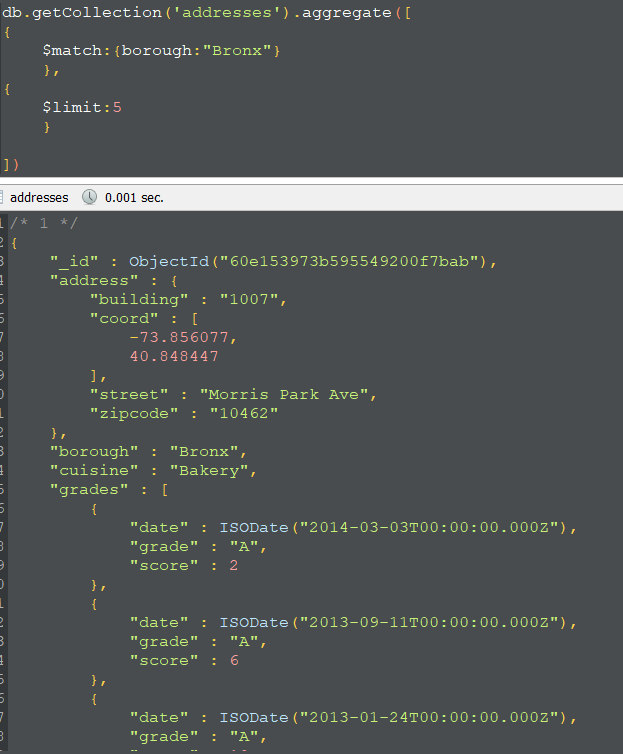 db.getCollection('addresses').aggregate([
{
    $match:{borough:"Bronx"}
    },
{
    $limit:5
    }
])
addresses 0.001 sec.
1 /* 1 */
2 {
3     "_id" : ObjectId("60e153973b595549200f7bab"),
    "address" : {
5         "building" : "1007",
6         "coord" : [
7             -73.856077,
8             40.848447
9         ],
0         "street" : "Morris Park Ave",
1         "zipcode" : "10462"
2     },
3     "borough" : "Bronx",
4     "cuisine" : "Bakery",
5     "grades" : [
6         {
7             "date" : ISODate("2014-03-03T00:00:00.000Z"),
8             "grade" : "A",
9             "score" : 2
0         },
1         {
2             "date" : ISODate("2013-09-11T00:00:00.000Z"),
3             "grade" : "A",
4             "score" : 6
5         },
6         {
7             "date" : ISODate("2013-01-24T00:00:00.000Z"),
8             "grade" : "A",